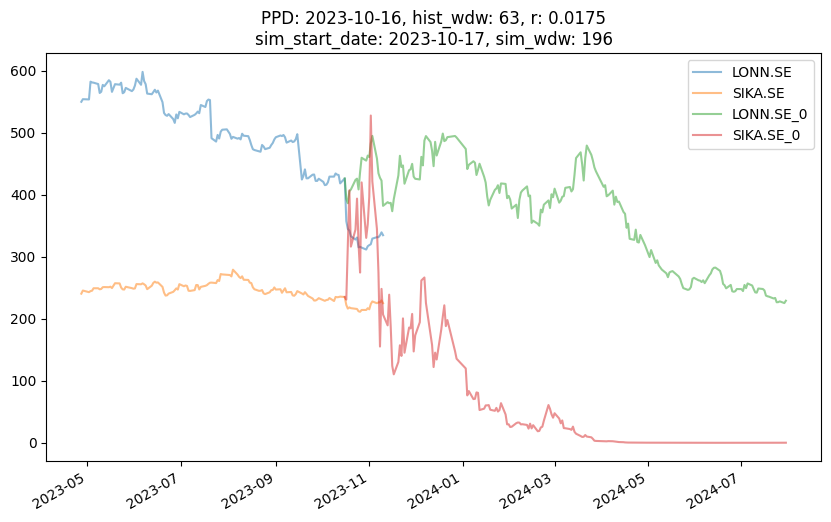 PPD: 2023-10-16, hist_wdw: 63, r: 0.0175
sim_start_date: 2023-10-17, sim_wdw: 196
LONN.SE
SIKA.SE
LONN.SE_0
SIKA.SE_0
600
500
400
300
200
100
0
2023-05
2023-07
2023-09
2023-11
2024-01
2024-03
2024-05
2024-07